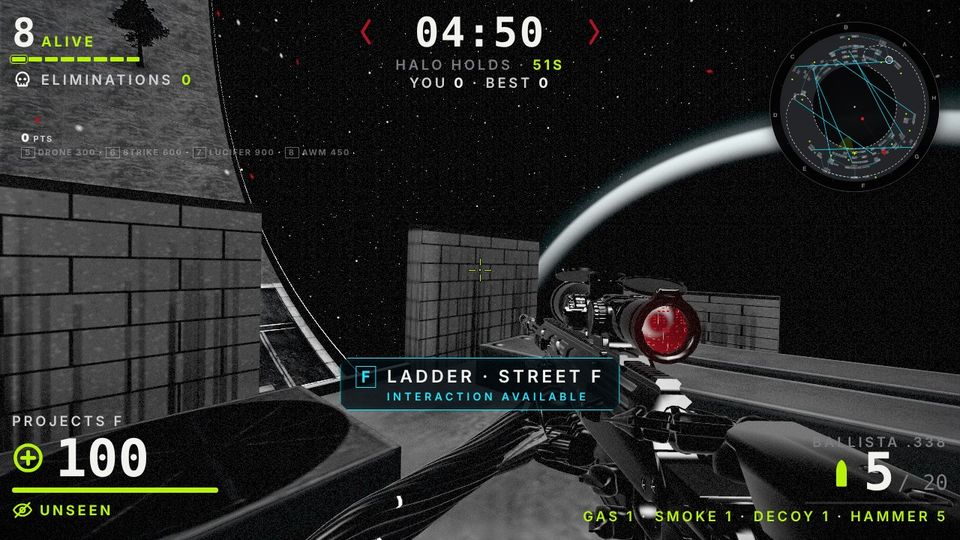 8 ALIVE
ELIMINATIONS 0
04:50
HALO HOLDS · 51S
YOU 0 · BEST 0
0 PTS
5 DRONE 300 · 6 STRIKE 600 · 7 LUCIFER 900 · 8 AWM 450
B
A
C
H
D
G
E
F
F LADDER · STREET F
INTERACTION AVAILABLE
PROJECTS F
100
UNSEEN
BALLISTA .338
5 / 20
GAS 1 · SMOKE 1 · DECOY 1 · HAMMER 5